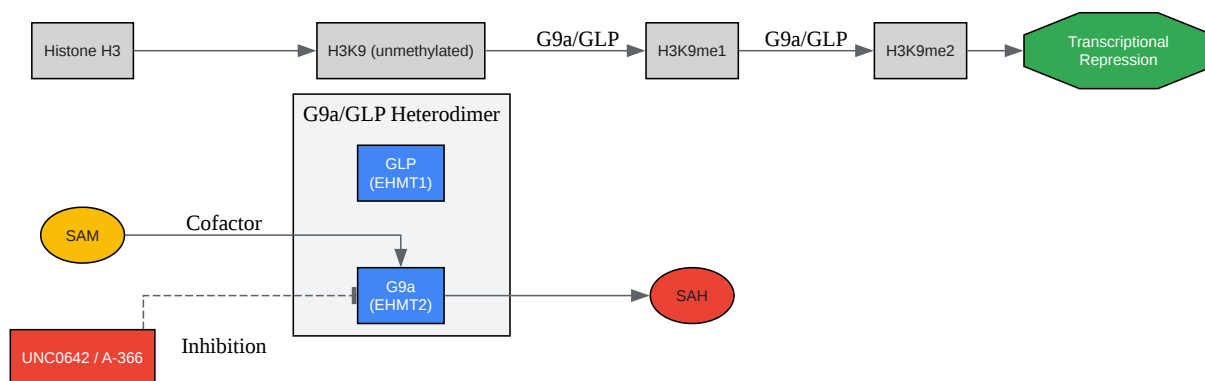 Histone H3
H3K9 (unmethylated)
G9a/GLP
H3K9me1
G9a/GLP
H3K9me2
Transcriptional
Repression
G9a/GLP Heterodimer
GLP
(EHMT1)
SAM
Cofactor
G9a
(EHMT2)
SAH
UNC0642 / A-366
Inhibition